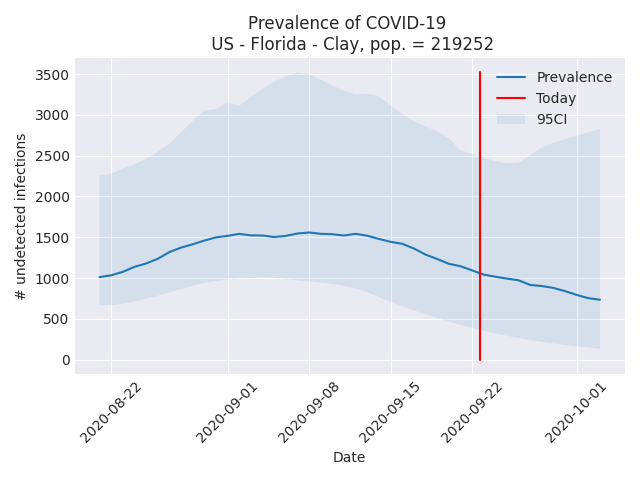 Prevalence of COVID-19
US - Florida - Clay, pop. = 219252
Prevalence
Today
95CI
3500
3000
2500
2000
1500
1000
500
0
# undetected infections
2020-08-22
2020-09-01
2020-09-08
2020-09-15
2020-09-22
2020-10-01
Date